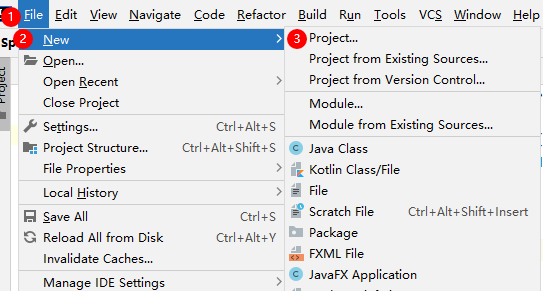 1 File Edit View Navigate Code Refactor Build Run Tools VCS Window Help
Sp
Project
2 New
Open...
Open Recent
Close Project
Settings... Ctrl+Alt+S
Project Structure... Ctrl+Alt+Shift+S
File Properties
Local History
Save All Ctrl+S
Reload All from Disk Ctrl+Alt+Y
Invalidate Caches...
Manage IDE Settings
3 Project...
Project from Existing Sources...
Project from Version Control...
Module...
Module from Existing Sources...
Java Class
Kotlin Class/File
File
Scratch File Ctrl+Alt+Shift+Insert
Package
FXML File
JavaFX Application